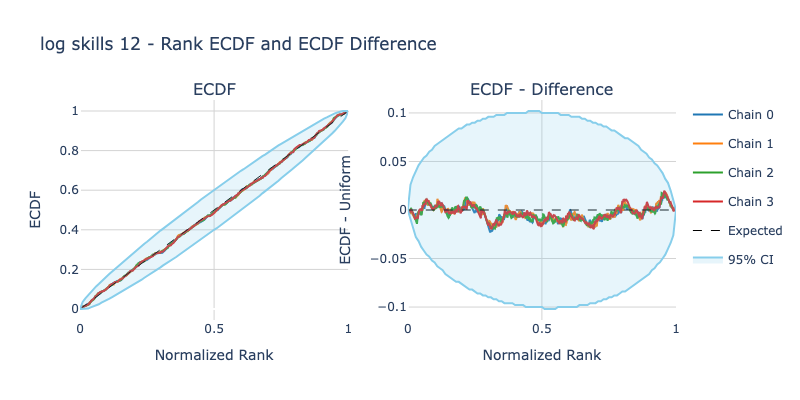 log skills 12 - Rank ECDF and ECDF Difference
ECDF
ECDF - Difference
ECDF
1
0.8
0.6
0.4
0.2
0
0
0.5
1
Normalized Rank
ECDF - Uniform
0.1
0.05
0
−0.05
−0.1
0
0.5
1
Normalized Rank
Chain 0
Chain 1
Chain 2
Chain 3
Expected
95% CI